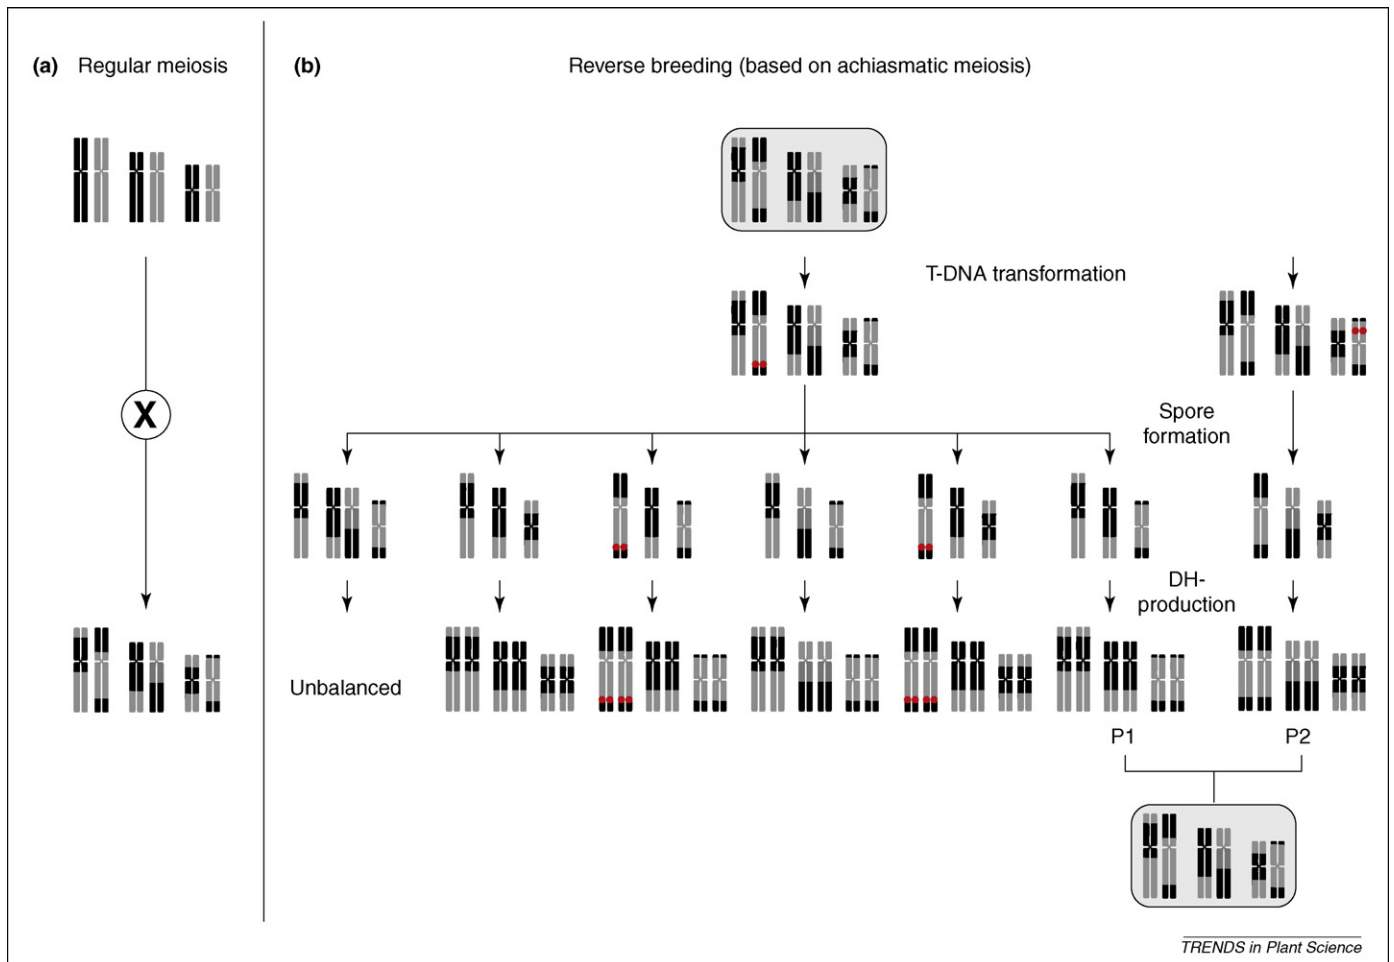 (a) Regular meiosis
(b) Reverse breeding (based on achiasmatic meiosis)
T-DNA transformation
X
Spore
formation
DH-
production
Unbalanced
P1 P2
TRENDS in Plant Science